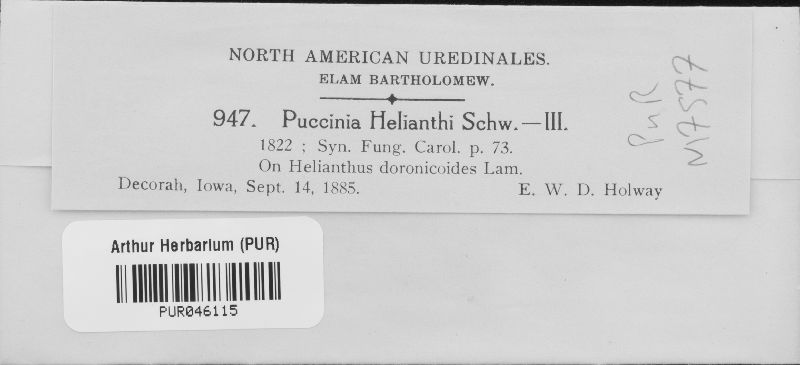 NORTH AMERICAN UREDINALES.
ELAM BARTHOLOMEW.
947. Puccinia Helianthi Schw.—III.
1822 ; Syn. Fung. Carol. p. 73.
On Helianthus doronicoides Lam.
Decorah, Iowa, Sept. 14, 1885. E. W. D. Holway
PUR
N17577
Arthur Herbarium (PUR)
PUR046115